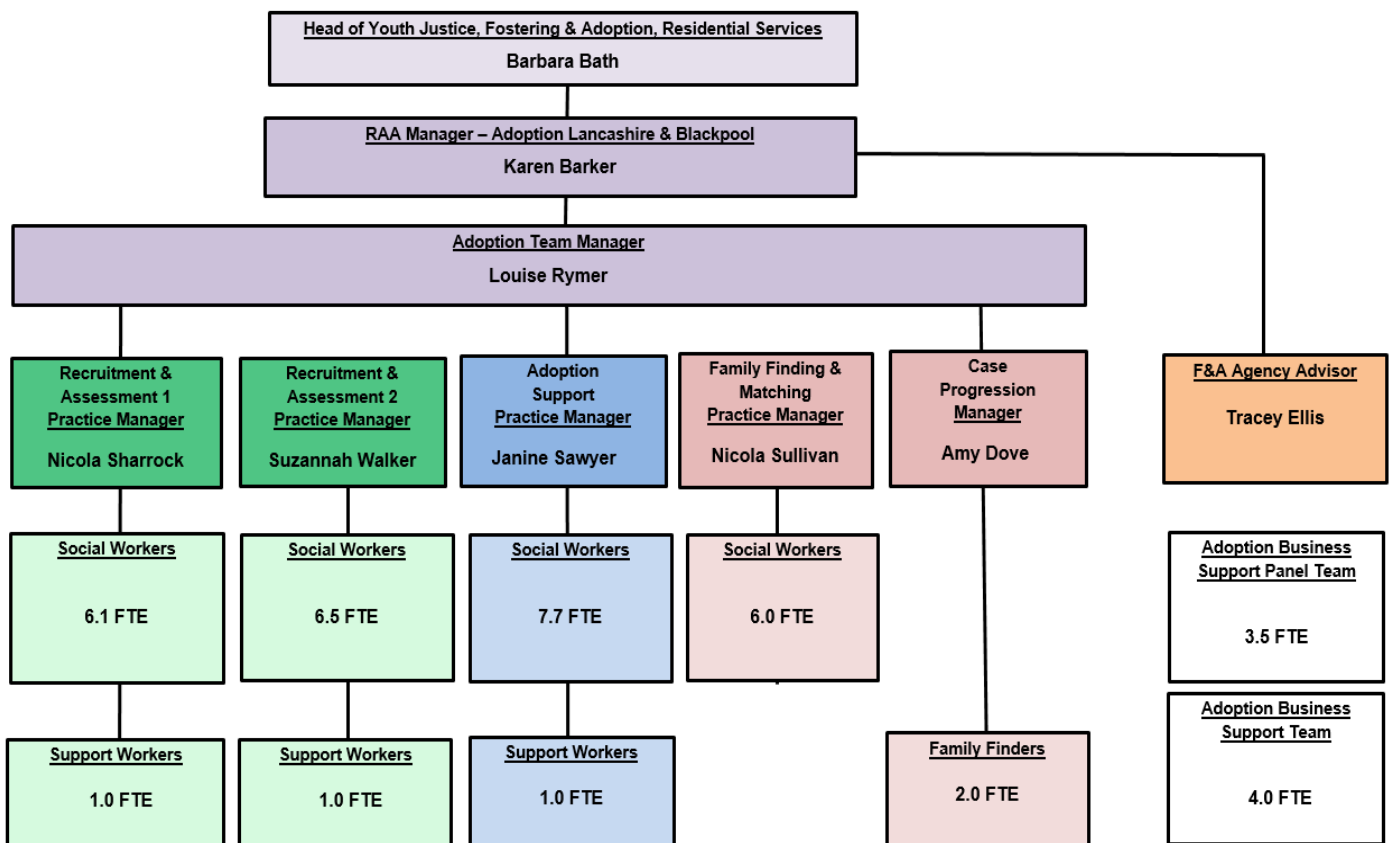 Head of Youth Justice, Fostering & Adoption, Residential Services
Barbara Bath
RAA Manager – Adoption Lancashire & Blackpool
Karen Barker
Adoption Team Manager
Louise Rymer
Recruitment &
Assessment 1
Practice Manager
Nicola Sharrock
Recruitment &
Assessment 2
Practice Manager
Suzannah Walker
Adoption
Support
Practice Manager
Janine Sawyer
Family Finding &
Matching
Practice Manager
Nicola Sullivan
Case
Progression
Manager
Amy Dove
F&A Agency Advisor
Tracey Ellis
Social Workers
6.1 FTE
Social Workers
6.5 FTE
Social Workers
7.7 FTE
Social Workers
6.0 FTE
Adoption Business
Support Panel Team
3.5 FTE
Support Workers
1.0 FTE
Support Workers
1.0 FTE
Support Workers
1.0 FTE
Family Finders
2.0 FTE
Adoption Business
Support Team
4.0 FTE